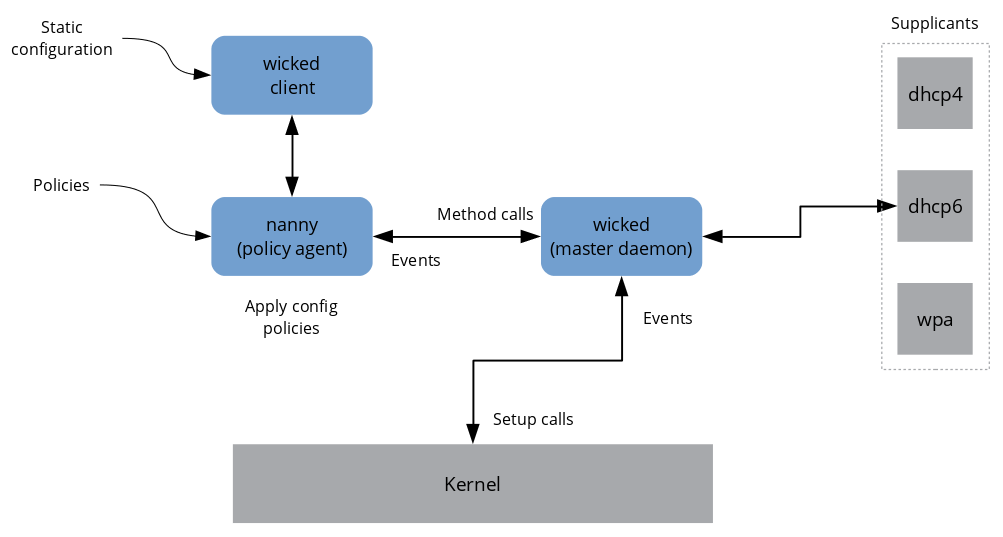 Static
configuration
wicked
client
Supplicants
dhcp4
Policies
nanny
(policy agent)
Method calls
Events
wicked
(master daemon)
dhcp6
Apply config
policies
Events
wpa
Setup calls
Kernel